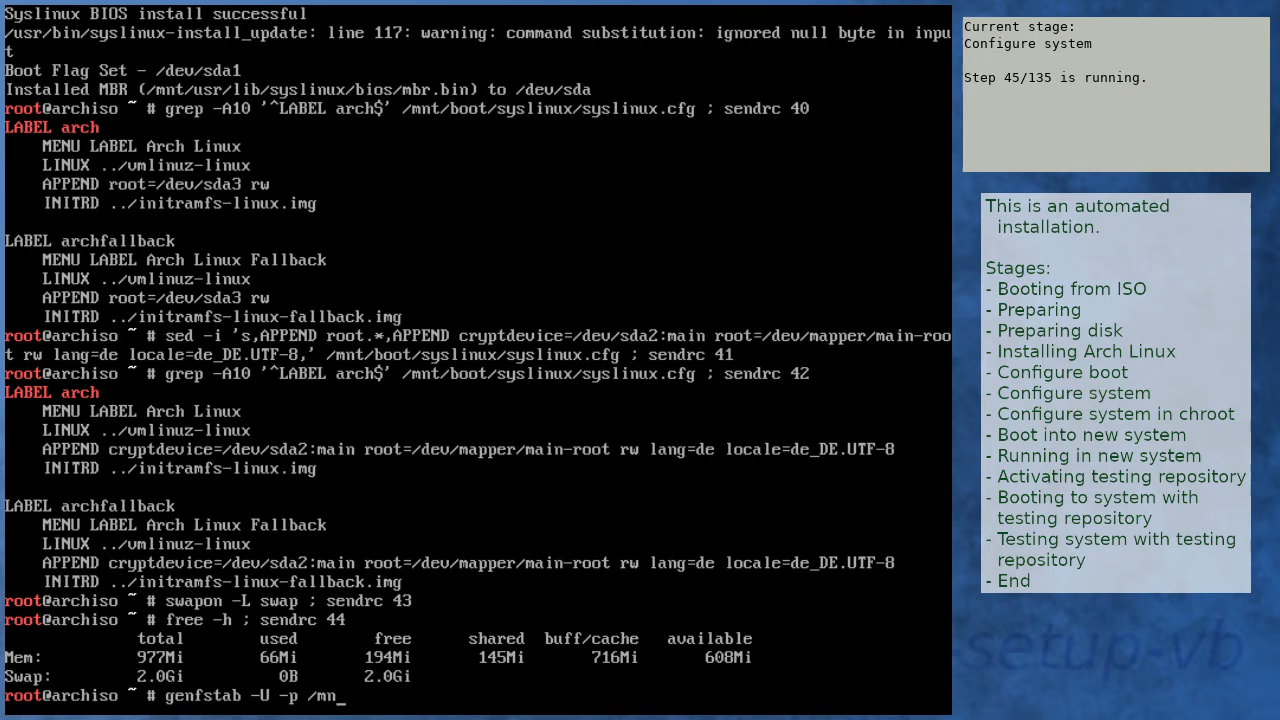 Syslinux BIOS install successful
/usr/bin/syslinux-install_update: line 117: warning: command substitution: ignored null byte in inpu
t
Boot Flag Set - /dev/sda1
Installed MBR (/mnt/usr/lib/syslinux/bios/mbr.bin) to /dev/sda
root@archiso ~ # grep -A10 '^LABEL arch$' /mnt/boot/syslinux/syslinux.cfg ; sendrc 40
LABEL arch
    MENU LABEL Arch Linux
    LINUX ../vmlinuz-linux
    APPEND root=/dev/sda3 rw
    INITRD ../initramfs-linux.img

LABEL archfallback
    MENU LABEL Arch Linux Fallback
    LINUX ../vmlinuz-linux
    APPEND root=/dev/sda3 rw
    INITRD ../initramfs-linux-fallback.img
root@archiso ~ # sed -i 's,APPEND root.*,APPEND cryptdevice=/dev/sda2:main root=/dev/mapper/main-roo
t rw lang=de locale=de_DE.UTF-8,' /mnt/boot/syslinux/syslinux.cfg ; sendrc 41
root@archiso ~ # grep -A10 '^LABEL arch$' /mnt/boot/syslinux/syslinux.cfg ; sendrc 42
LABEL arch
    MENU LABEL Arch Linux
    LINUX ../vmlinuz-linux
    APPEND cryptdevice=/dev/sda2:main root=/dev/mapper/main-root rw lang=de locale=de_DE.UTF-8
    INITRD ../initramfs-linux.img

LABEL archfallback
    MENU LABEL Arch Linux Fallback
    LINUX ../vmlinuz-linux
    APPEND cryptdevice=/dev/sda2:main root=/dev/mapper/main-root rw lang=de locale=de_DE.UTF-8
    INITRD ../initramfs-linux-fallback.img
root@archiso ~ # swapon -L swap ; sendrc 43
root@archiso ~ # free -h ; sendrc 44
              total        used        free      shared  buff/cache   available
Mem:          977Mi        66Mi       194Mi       145Mi       716Mi       608Mi
Swap:         2.0Gi          0B       2.0Gi
root@archiso ~ # genfstab -U -p /mn_
Current stage:
Configure system

Step 45/135 is running.
This is an automated
installation.

Stages:
- Booting from ISO
- Preparing
- Preparing disk
- Installing Arch Linux
- Configure boot
- Configure system
- Configure system in chroot
- Boot into new system
- Running in new system
- Activating testing repository
- Booting to system with
testing repository
- Testing system with testing
repository
- End
setup-vb